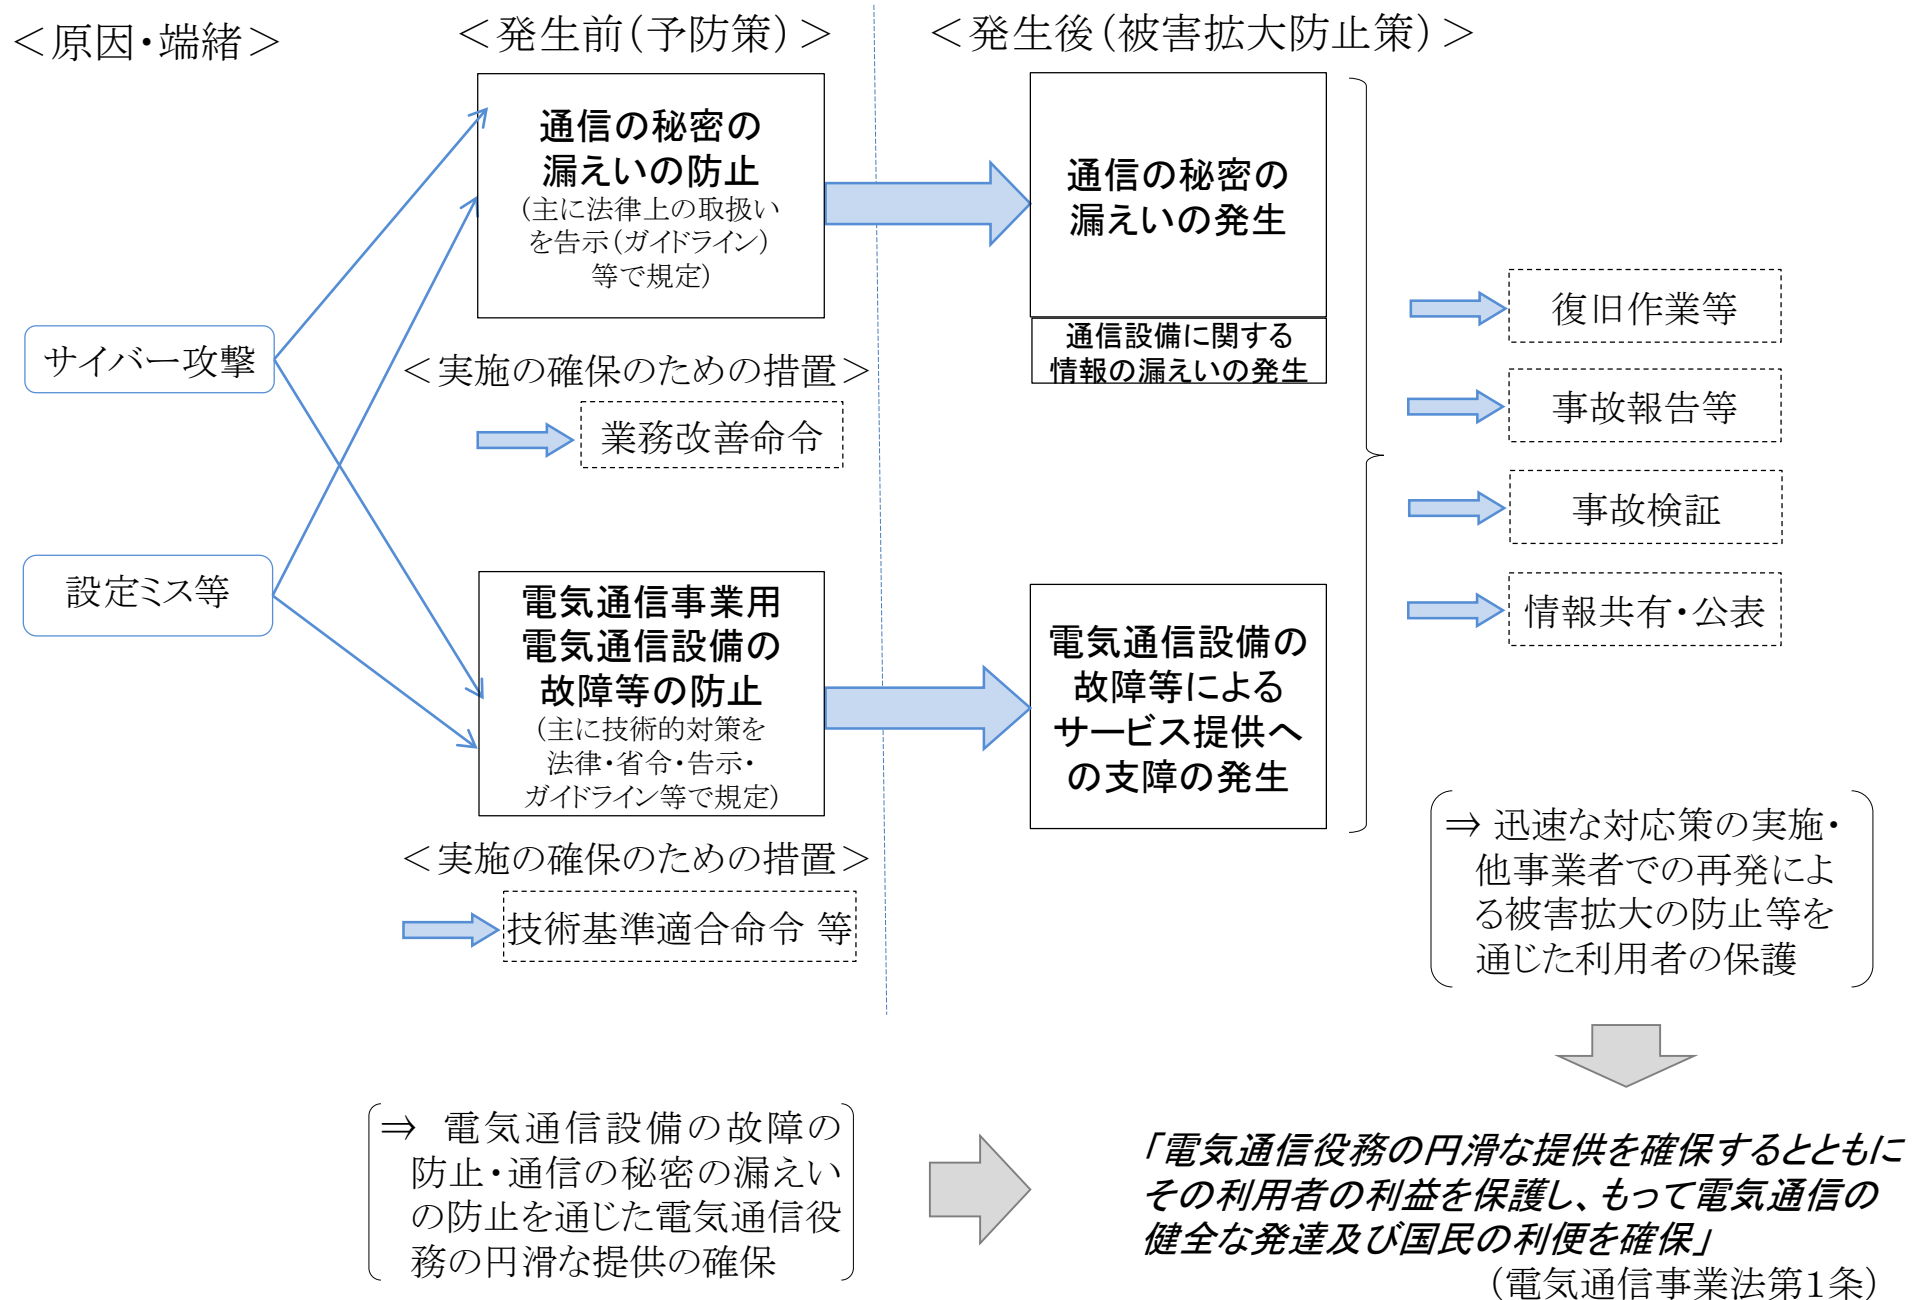 ＜原因・端緒＞
＜発生前（予防策）＞
＜発生後（被害拡大防止策）＞
サイバー攻撃
設定ミス等
通信の秘密の
漏えいの防止
（主に法律上の取扱い
を告示（ガイドライン）
等で規定）
＜実施の確保のための措置＞
業務改善命令
電気通信事業用
電気通信設備の
故障等の防止
（主に技術的対策を
法律・省令・告示・
ガイドライン等で規定）
＜実施の確保のための措置＞
技術基準適合命令 等
通信の秘密の
漏えいの発生
通信設備に関する
情報の漏えいの発生
電気通信設備の
故障等による
サービス提供へ
の支障の発生
復旧作業等
事故報告等
事故検証
情報共有・公表
⇒ 迅速な対応策の実施・
他事業者での再発によ
る被害拡大の防止等を
通じた利用者の保護
⇒ 電気通信設備の故障の
防止・通信の秘密の漏えい
の防止を通じた電気通信役
務の円滑な提供の確保
「電気通信役務の円滑な提供を確保するとともに
その利用者の利益を保護し、もって電気通信の
健全な発達及び国民の利便を確保」
（電気通信事業法第１条）